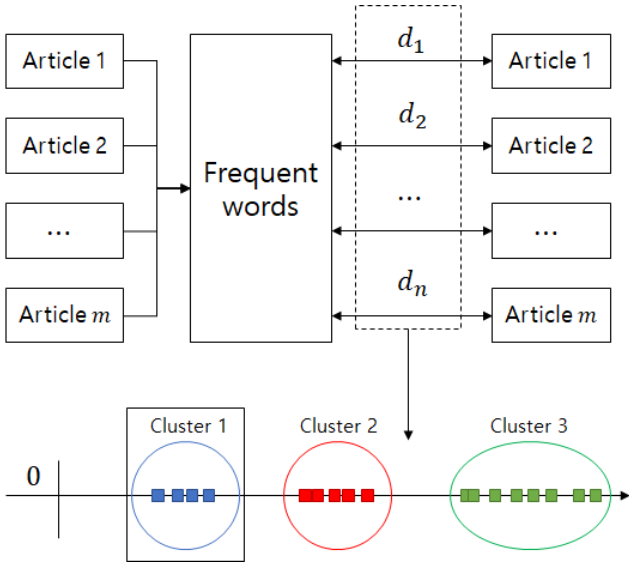 Article 1
Article 2
...
Article m
Frequent
words
d₁
d₂
...
dₙ
Article 1
Article 2
...
Article m
Cluster 1
Cluster 2
Cluster 3
0